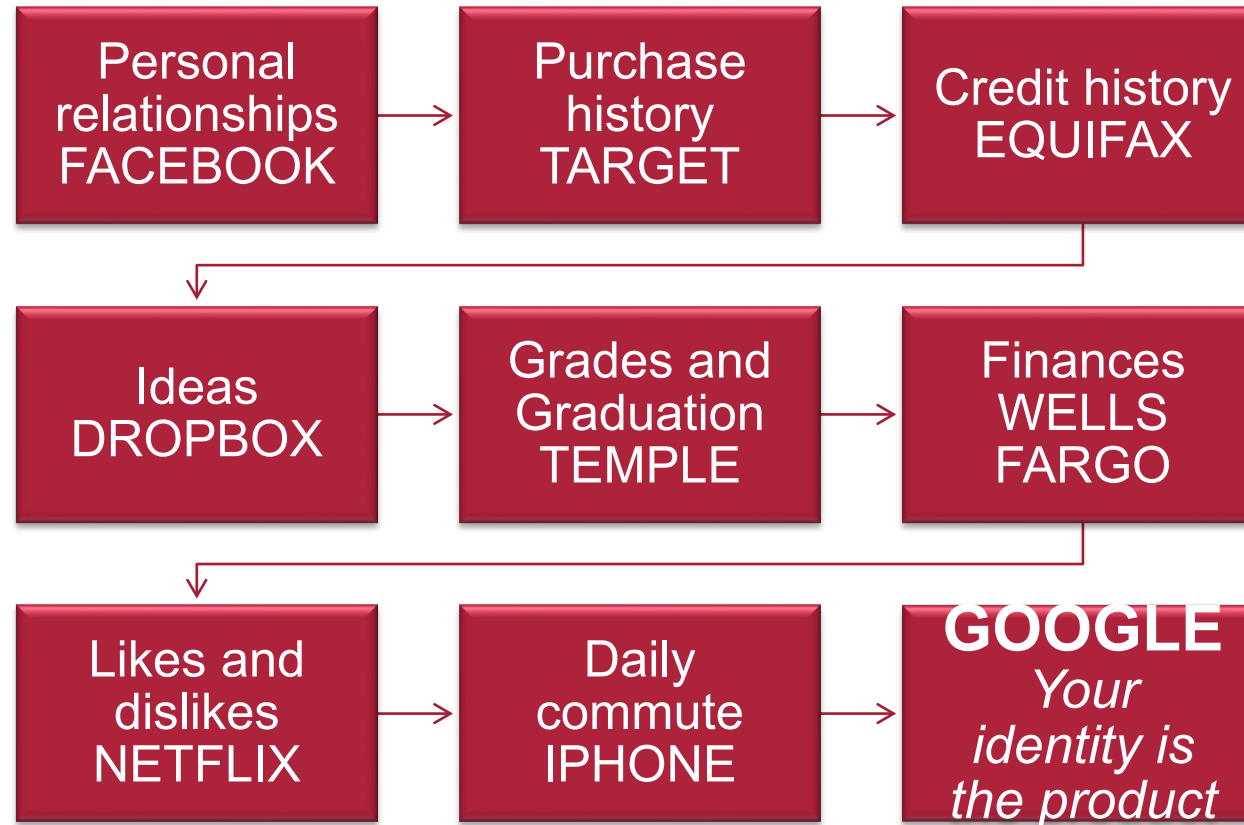 Personal
relationships
FACEBOOK
Purchase
history
TARGET
Credit history
EQUIFAX
Ideas
DROPBOX
Grades and
Graduation
TEMPLE
Finances
WELLS
FARGO
Likes and
dislikes
NETFLIX
Daily
commute
IPHONE
GOOGLE
Your
identity is
the product